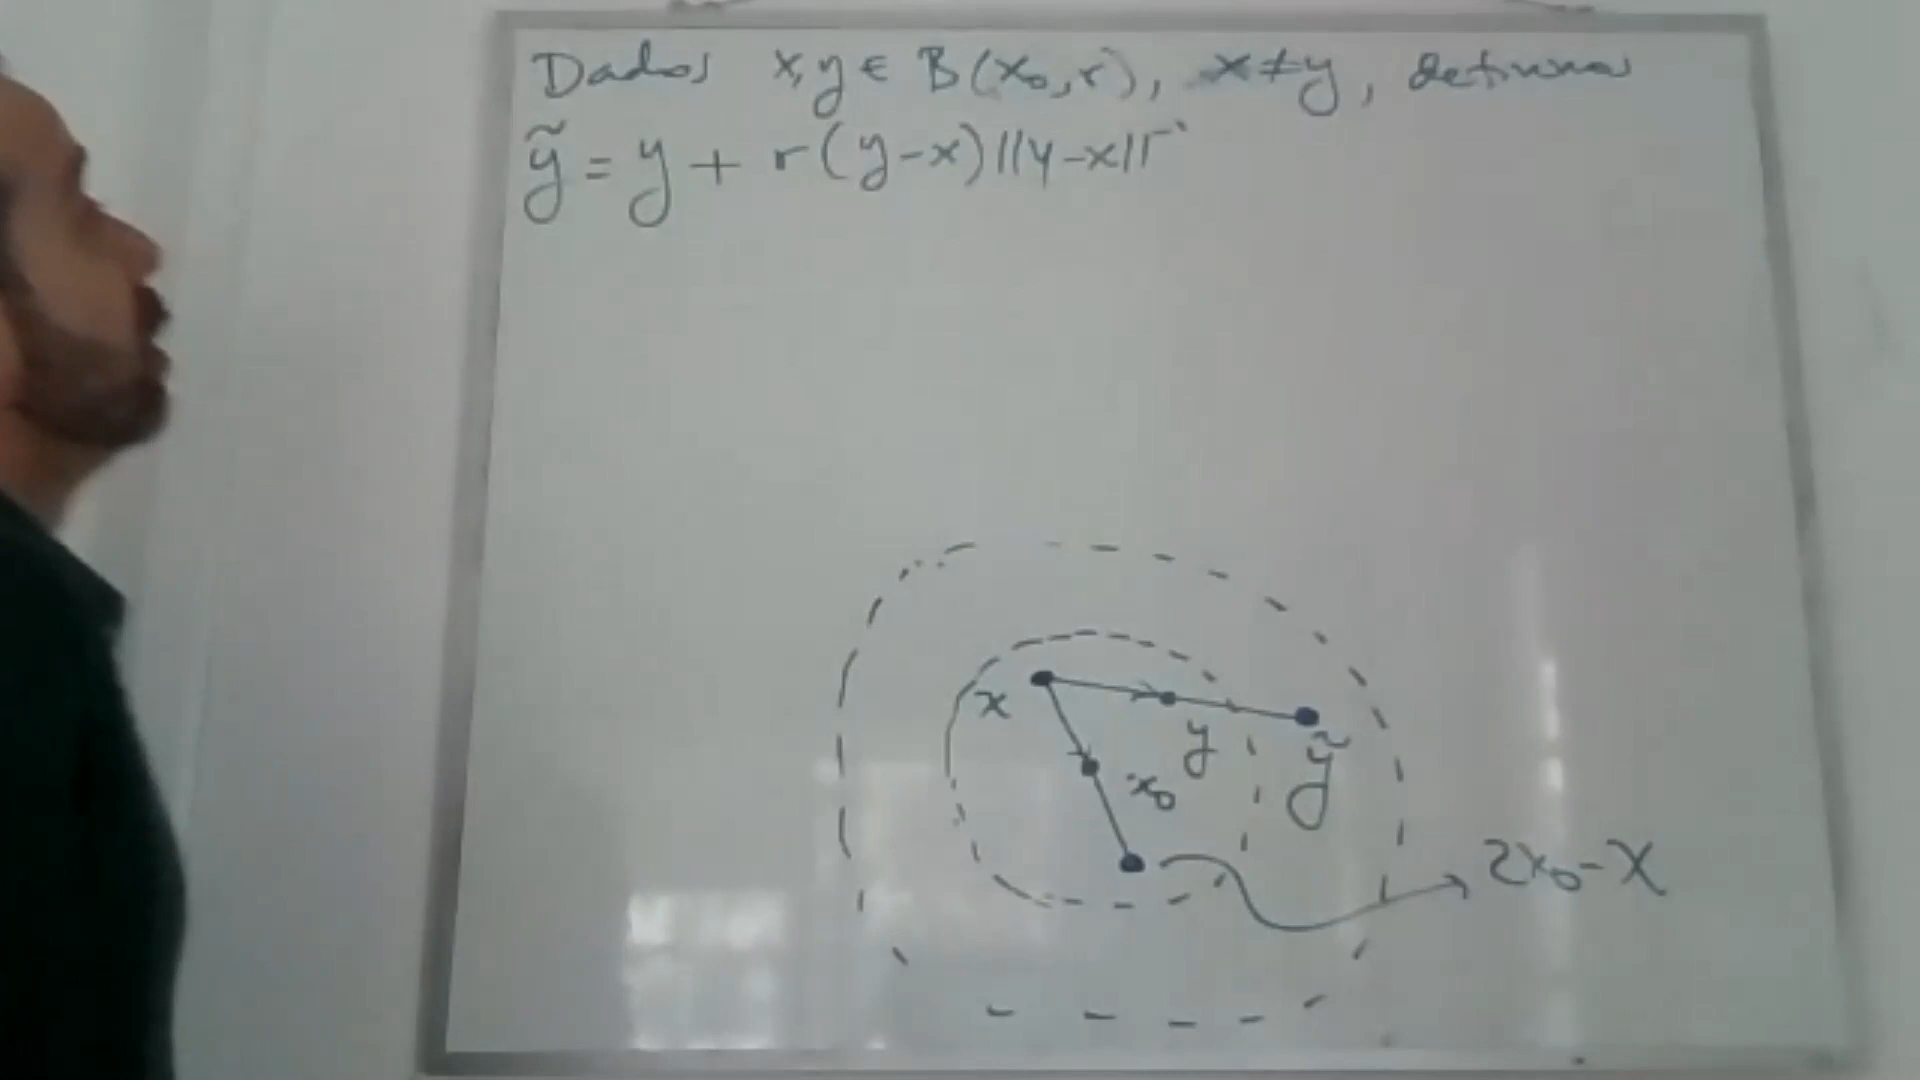 Dados x,y ∈ B(x₀,r), x≠y, definimos
ỹ = y + r(y-x)||y-x||⁻¹
x
y
ỹ
x₀
2x₀-x